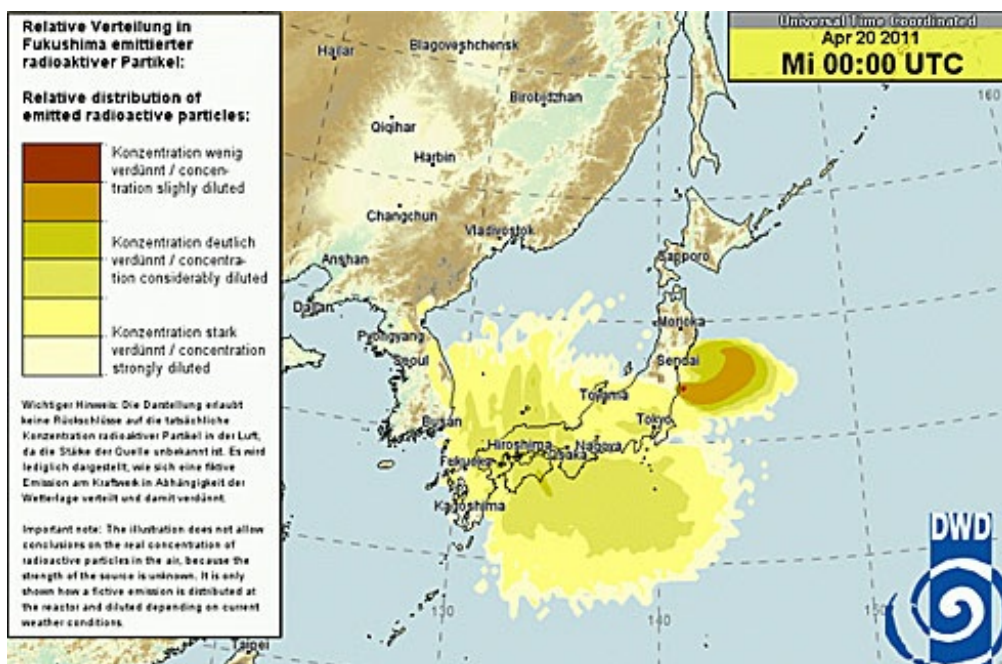 Relative Verteilung in
Fukushima emittierter
radioaktiver Partikel:
Relative distribution of
emitted radioactive particles:
Konzentration wenig
verdünnt / concen-
tration slighly diluted
Konzentration deutlich
verdünnt / concentra-
tion considerably diluted
Konzentration stark
verdünnt / concentration
strongly diluted
Wichtiger Hinweis: Die Darstellung erlaubt
keine Rückschlüsse auf die tatsächliche
Konzentration radioaktiver Partikel in der Luft,
da die Stärke der Quelle unbekannt ist. Es wird
lediglich dargestellt, wie sich eine fiktive
Emission am Kraftwerk in Abhängigkeit der
Wetterlage verteilt und damit verdünnt.
Important note: The illustration does not allow
conclusions on the real concentration of
radioactive particles in the air, because the
strength of the source is unknown. It is only
shown how a fictive emission is distributed at
the reactor and diluted depending on current
weather conditions.
Universal Time Coordinated
Apr 20 2011
Mi 00:00 UTC
Hailar
Blagoveshchensk
Birobidzhan
160
Qiqihar
Harbin
Changchun
Vladivostok
Anshan
Sapporo
Dalian
Morioka
Pyongyang
Seoul
Sendai
Toyama
Busan
Tokyo
Hiroshima
Nagoya
Osaka
Fukuoka
Kagoshima
130
140
150
Taipei
DWD